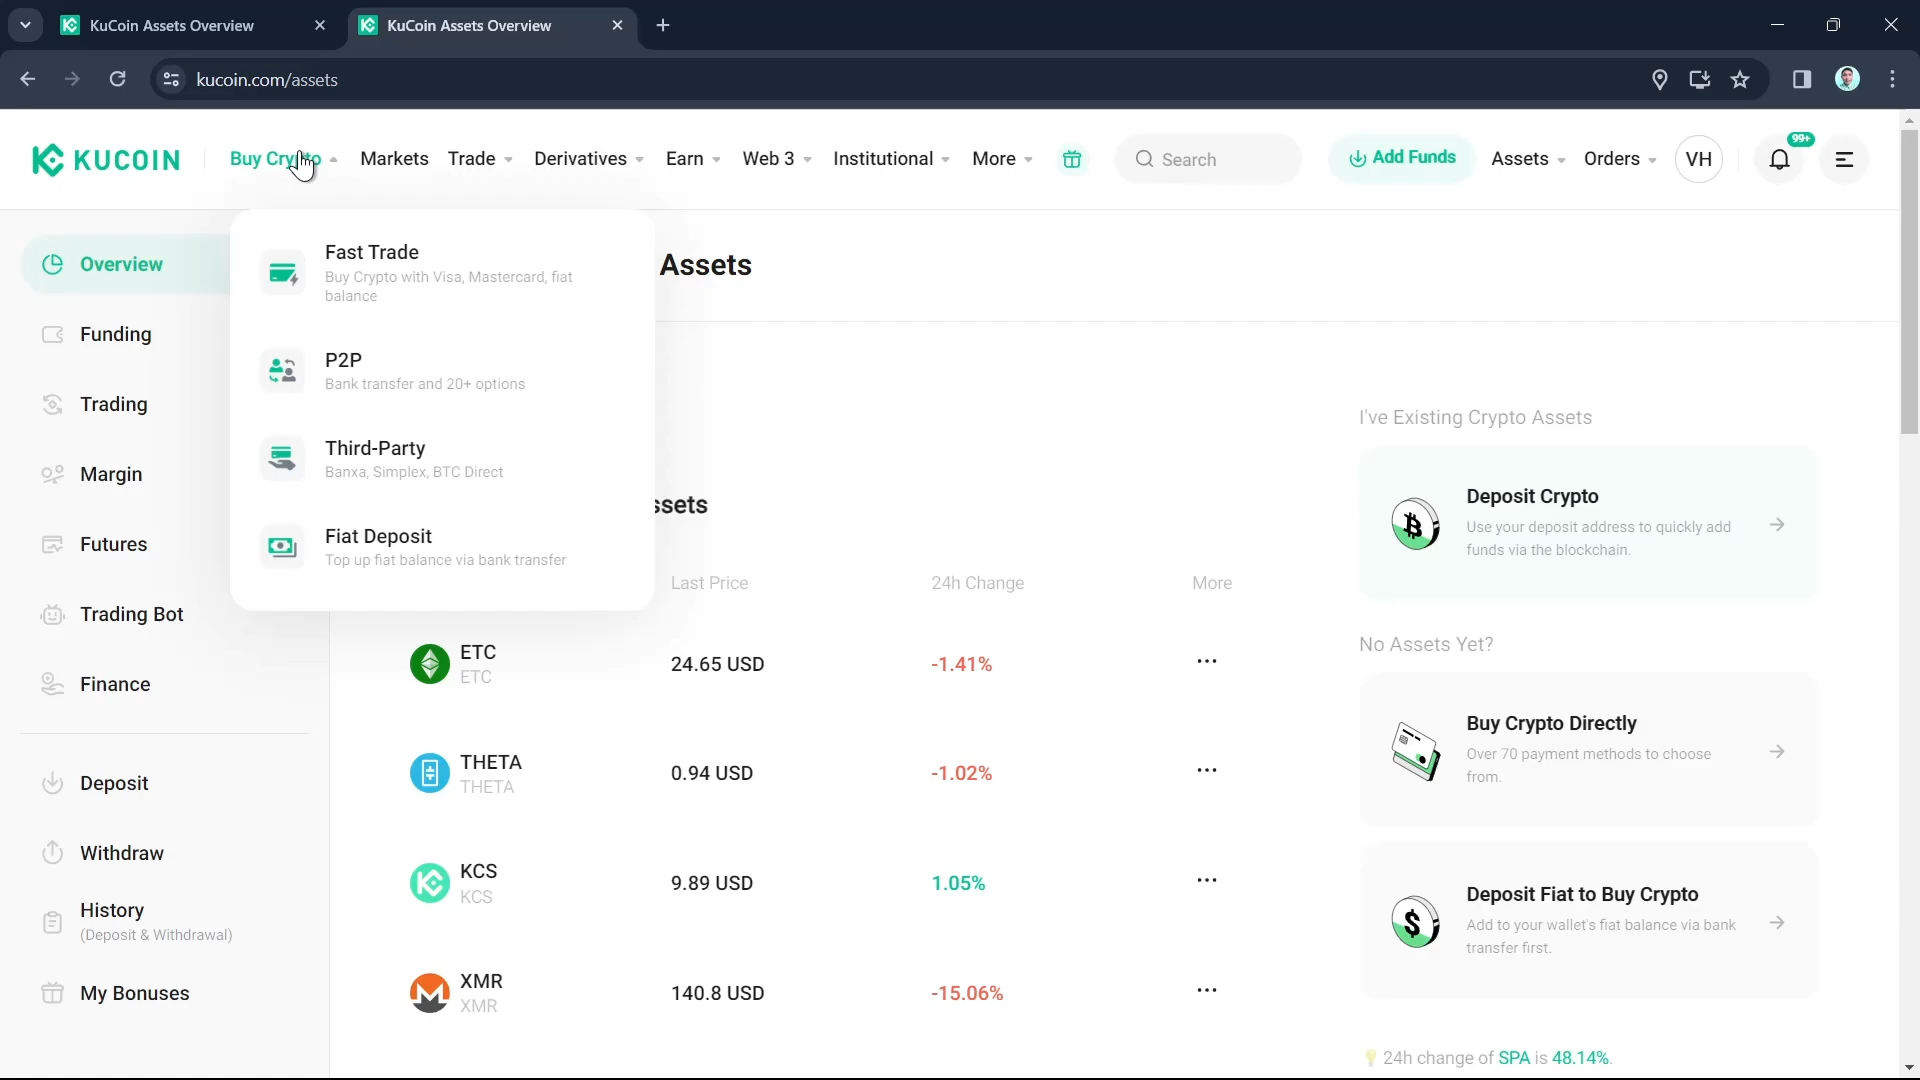 KuCoin Assets Overview
KuCoin Assets Overview
kucoin.com/assets
KUCOIN
Buy Crypto
Markets
Trade
Derivatives
Earn
Web 3
Institutional
More
Search
Add Funds
Assets
Orders
VH
99+
Overview
Funding
Trading
Margin
Futures
Trading Bot
Finance
Deposit
Withdraw
History
(Deposit & Withdrawal)
My Bonuses
Fast Trade
Buy Crypto with Visa, Mastercard, fiat
balance
P2P
Bank transfer and 20+ options
Third-Party
Banxa, Simplex, BTC Direct
Fiat Deposit
Top up fiat balance via bank transfer
Assets
ssets
Last Price
24h Change
More
ETC
ETC
24.65 USD
-1.41%
THETA
THETA
0.94 USD
-1.02%
KCS
KCS
9.89 USD
1.05%
XMR
XMR
140.8 USD
-15.06%
I've Existing Crypto Assets
Deposit Crypto
Use your deposit address to quickly add
funds via the blockchain.
No Assets Yet?
Buy Crypto Directly
Over 70 payment methods to choose
from.
Deposit Fiat to Buy Crypto
Add to your wallet's fiat balance via bank
transfer first.
24h change of SPA is 48.14%.